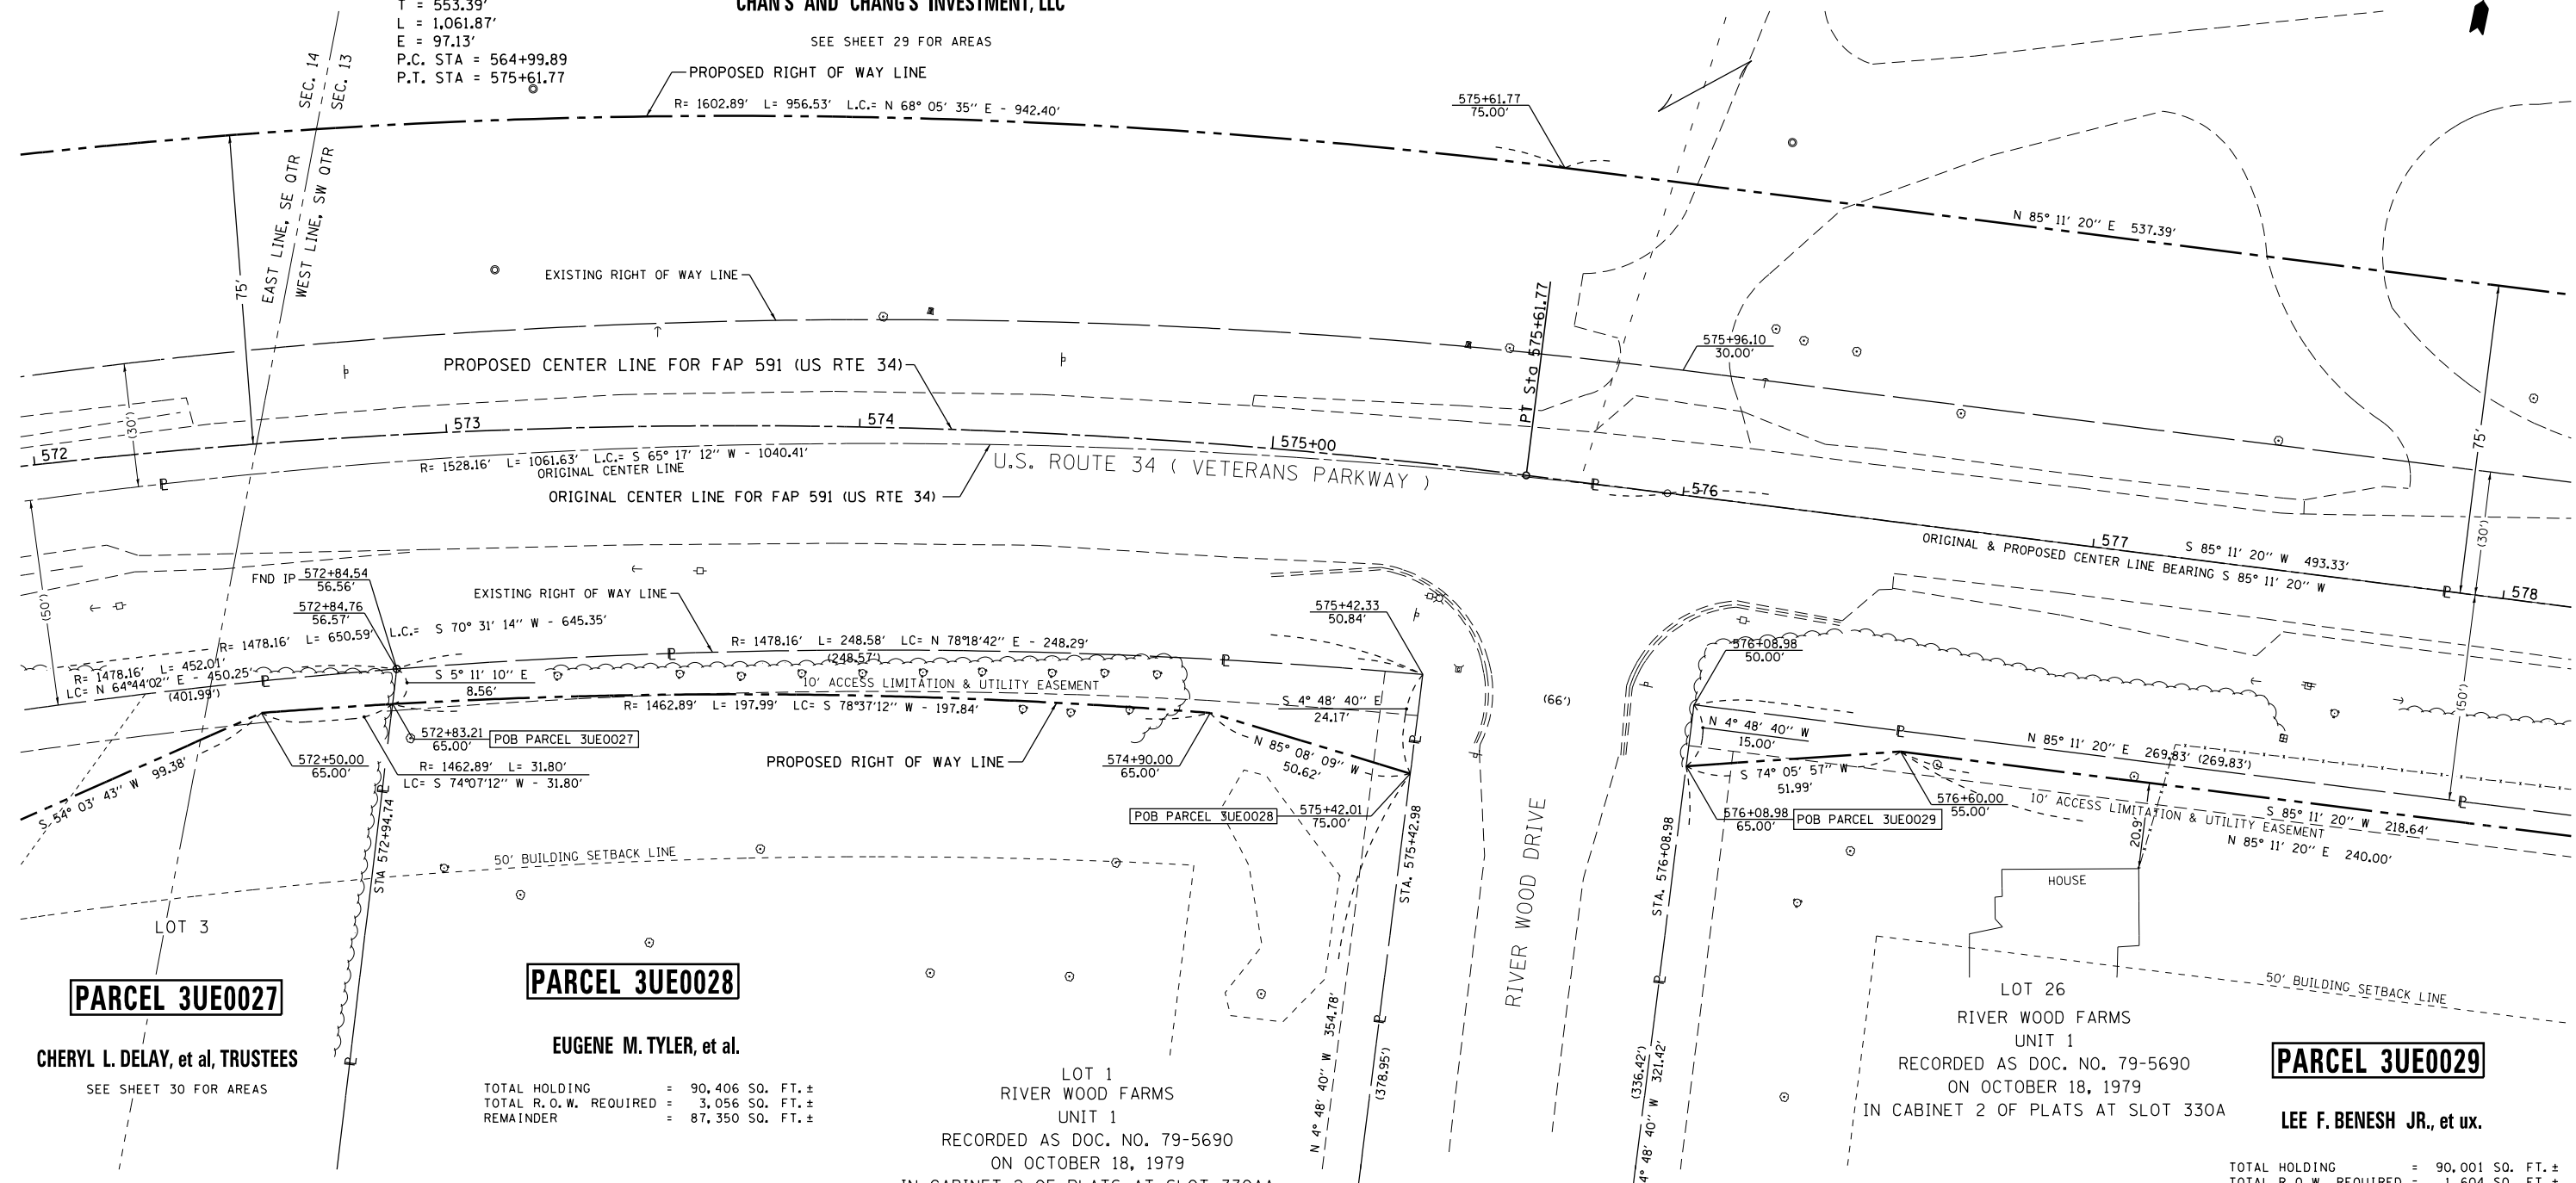 T = 553.39'
L = 1,061.87'
E = 97.13'
P.C. STA = 564+99.89
P.T. STA = 575+61.77
CHAN'S AND CHANG'S INVESTMENT, LLC
SEE SHEET 29 FOR AREAS
PROPOSED RIGHT OF WAY LINE
R= 1602.89' L= 956.53' L.C.= N 68° 05' 35" E - 942.40'
575+61.77
75.00'
SEC. 14
SEC. 13
EAST LINE, SE QTR
WEST LINE, SW QTR
75'
N 85° 11' 20" E 537.39'
EXISTING RIGHT OF WAY LINE
PROPOSED CENTER LINE FOR FAP 591 (US RTE 34)
PT Sta 575+61.77
575+96.10
30.00'
75'
(30')
572
573
574
575+00
576
577
578
R= 1528.16' L= 1061.63' L.C.= S 65° 17' 12" W - 1040.41'
ORIGINAL CENTER LINE
U.S. ROUTE 34 ( VETERANS PARKWAY )
ORIGINAL CENTER LINE FOR FAP 591 (US RTE 34)
S 85° 11' 20" W 493.33'
ORIGINAL & PROPOSED CENTER LINE BEARING S 85° 11' 20" W
(30')
(50')
FND IP
572+84.54
56.56'
572+84.76
56.57'
EXISTING RIGHT OF WAY LINE
R= 1478.16' L= 650.59' L.C.= S 70° 31' 14" W - 645.35'
R= 1478.16' L= 452.01'
LC= N 64°44'02" E - 450.25'
(401.99')
R= 1478.16' L= 248.58' LC= N 78°18'42" E - 248.29'
(248.57')
S 5° 11' 10" E
8.56'
10' ACCESS LIMITATION & UTILITY EASEMENT
R= 1462.89' L= 197.99' LC= S 78°37'12" W - 197.84'
575+42.33
50.84'
S 4° 48' 40" E
24.17'
(66')
576+08.98
50.00'
N 4° 48' 40" W
15.00'
(50')
N 85° 11' 20" E 269.83' (269.83')
S 54° 03' 43" W 99.38'
572+50.00
65.00'
572+83.21
65.00'
POB PARCEL 3UE0027
R= 1462.89' L= 31.80'
LC= S 74°07'12" W - 31.80'
PROPOSED RIGHT OF WAY LINE
574+90.00
65.00'
N 85° 08' 09" W
50.62'
POB PARCEL 3UE0028
575+42.01
75.00'
S 74° 05' 57" W
51.99'
576+08.98
65.00'
POB PARCEL 3UE0029
576+60.00
55.00'
10' ACCESS LIMITATION & UTILITY EASEMENT
S 85° 11' 20" W 218.64'
N 85° 11' 20" E 240.00'
20.9'
HOUSE
STA 572+94.74
50' BUILDING SETBACK LINE
STA. 575+42.98
RIVER WOOD DRIVE
STA. 576+08.98
50' BUILDING SETBACK LINE
LOT 3
PARCEL 3UE0027
CHERYL L. DELAY, et al, TRUSTEES
SEE SHEET 30 FOR AREAS
PARCEL 3UE0028
EUGENE M. TYLER, et al.
TOTAL HOLDING = 90,406 SQ. FT.±
TOTAL R.O.W. REQUIRED = 3,056 SQ. FT.±
REMAINDER = 87,350 SQ. FT.±
LOT 1
RIVER WOOD FARMS
UNIT 1
RECORDED AS DOC. NO. 79-5690
ON OCTOBER 18, 1979
N 4° 48' 40" W 354.78'
(378.95')
(336.42')
4° 48' 40" W 321.42'
LOT 26
RIVER WOOD FARMS
UNIT 1
RECORDED AS DOC. NO. 79-5690
ON OCTOBER 18, 1979
IN CABINET 2 OF PLATS AT SLOT 330A
PARCEL 3UE0029
LEE F. BENESH JR., et ux.
TOTAL HOLDING = 90,001 SQ. FT.±
TOTAL R.O.W. REQUIRED = 1,604 SQ. FT.±